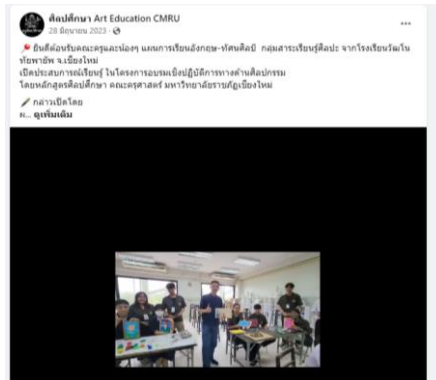 ศิลปศึกษา Art Education CMRU
28 มิถุนายน 2023 ·
ยินดีต้อนรับคณะครูและน้องๆ แผนการเรียนอังกฤษ-ทัศนศิลป์ กลุ่มสาระเรียนรู้ศิลปะ จากโรงเรียนวัฒโน
ทัยพายัพ จ.เชียงใหม่
เปิดประสบการณ์เรียนรู้ ในโครงการอบรมเชิงปฏิบัติการทางด้านศิลปกรรม
โดยหลักสูตรศิลปศึกษา คณะครุศาสตร์ มหาวิทยาลัยราชภัฏเชียงใหม่
กล่าวเปิดโดย
ผ... ดูเพิ่มเติม